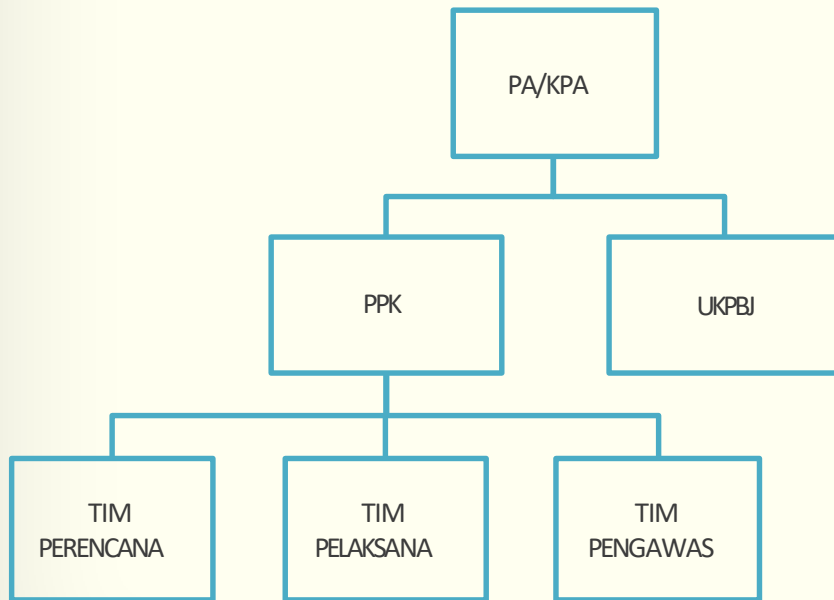 PA/KPA
PPK
UKPBJ
TIM
PERENCANA
TIM
PELAKSANA
TIM
PENGAWAS